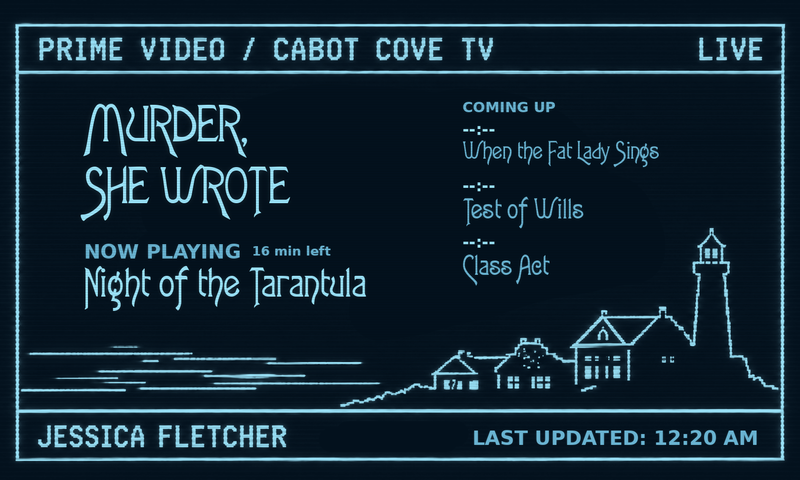 PRIME VIDEO / CABOT COVE TV
LIVE
MURDER,
SHE WROTE
NOW PLAYING 16 min left
Night of the Tarantula
COMING UP
--:--
When the Fat Lady Sings
--:--
Test of Wills
--:--
Class Act
JESSICA FLETCHER
LAST UPDATED: 12:20 AM